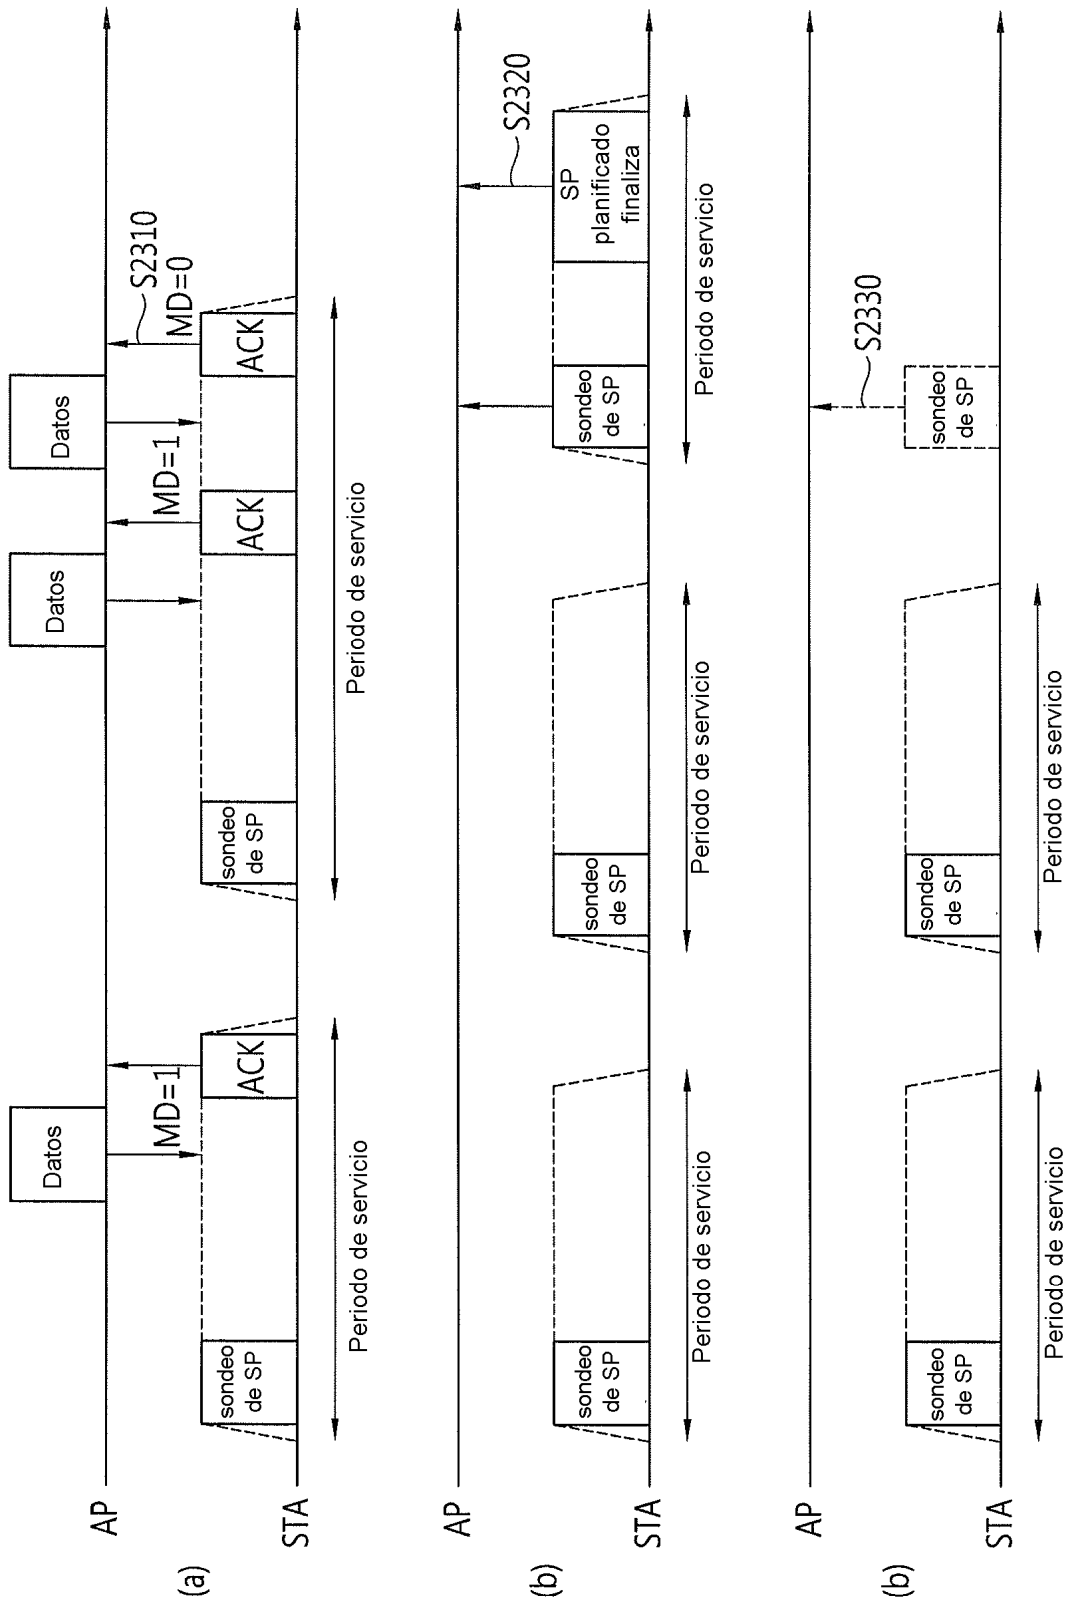 (a)
AP
Datos
Datos
Datos
MD=1
MD=1
MD=0
S2310
sondeo
de SP
ACK
sondeo
de SP
ACK
ACK
STA
Periodo de servicio
Periodo de servicio
(b)
AP
S2320
sondeo
de SP
sondeo
de SP
sondeo
de SP
SP
planificado
finaliza
STA
Periodo de servicio
Periodo de servicio
Periodo de servicio
(b)
AP
S2330
sondeo
de SP
sondeo
de SP
sondeo
de SP
STA
Periodo de servicio
Periodo de servicio